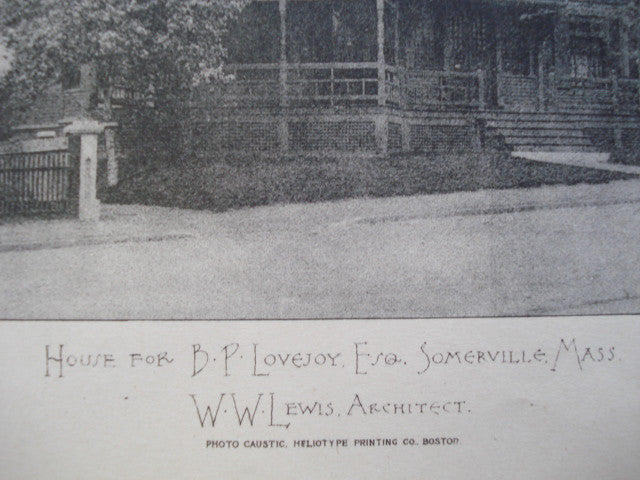 House for B. P. Lovejoy, Esq. Somerville, Mass.
W. W. Lewis, Architect.
PHOTO CAUSTIC, HELIOTYPE PRINTING CO., BOSTON